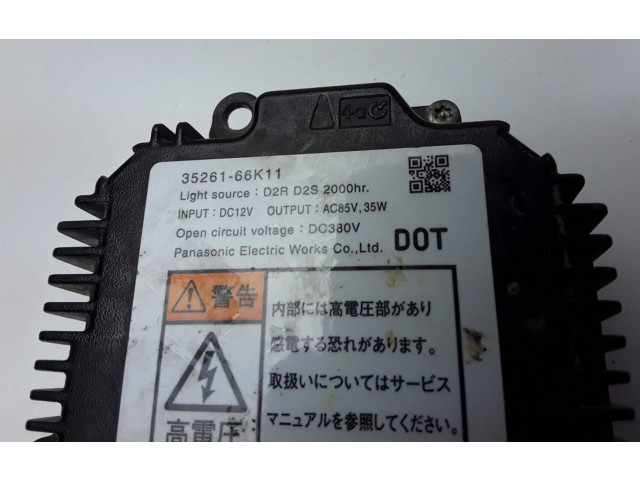 35261-66K11
Light source : D2R D2S 2000hr.
INPUT : DC12V OUTPUT : AC85V, 35W
Open circuit voltage : DC380V
Panasonic Electric Works Co., Ltd. DOT
警告
内部には高電圧部があり
感電する恐れがあります。
取扱いについてはサービス
マニュアルを参照してください。
高電圧